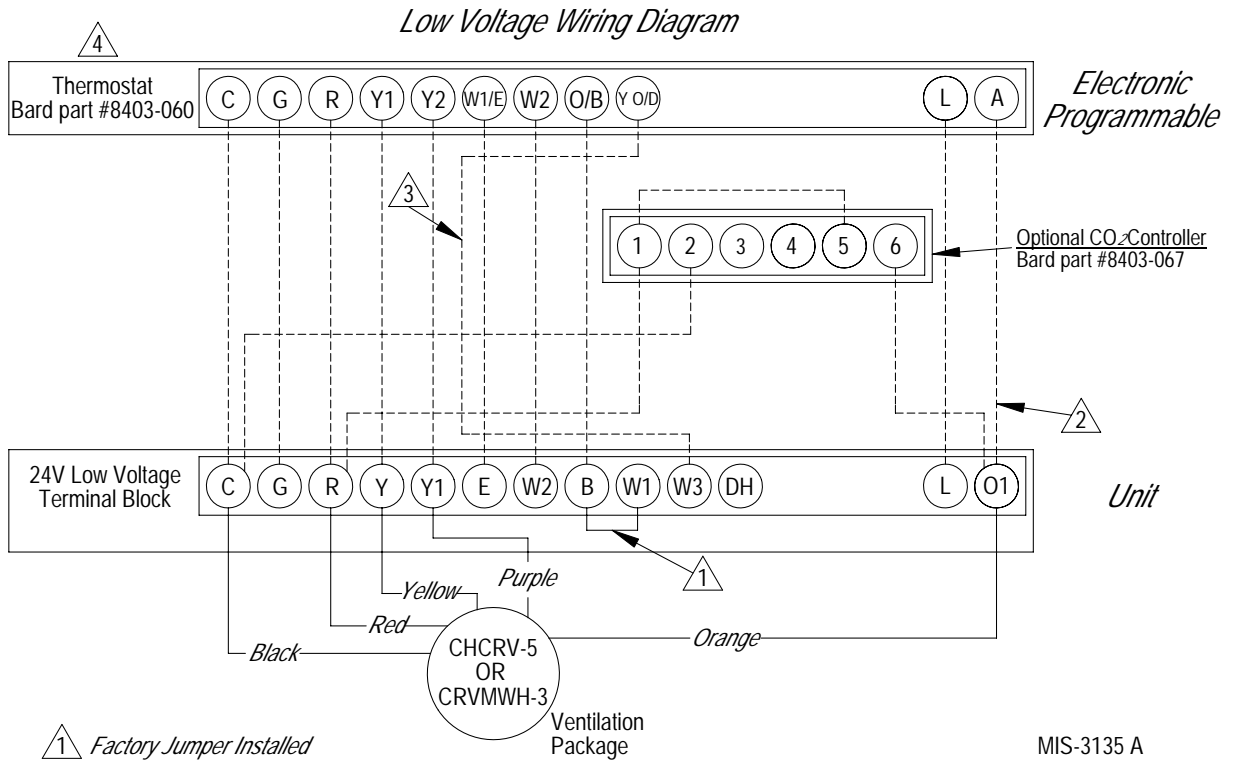 Low Voltage Wiring Diagram
4
Thermostat
Bard part #8403-060
C G R Y1 Y2 W1/E W2 O/B Y O/D L A
Electronic
Programmable
3
1 2 3 4 5 6
Optional CO2Controller
Bard part #8403-067
2
24V Low Voltage
Terminal Block
C G R Y Y1 E W2 B W1 W3 DH L O1
Unit
1
Yellow
Purple
Red
Black
Orange
CHCRV-5
OR
CRVMWH-3
Ventilation
Package
1 Factory Jumper Installed
MIS-3135 A